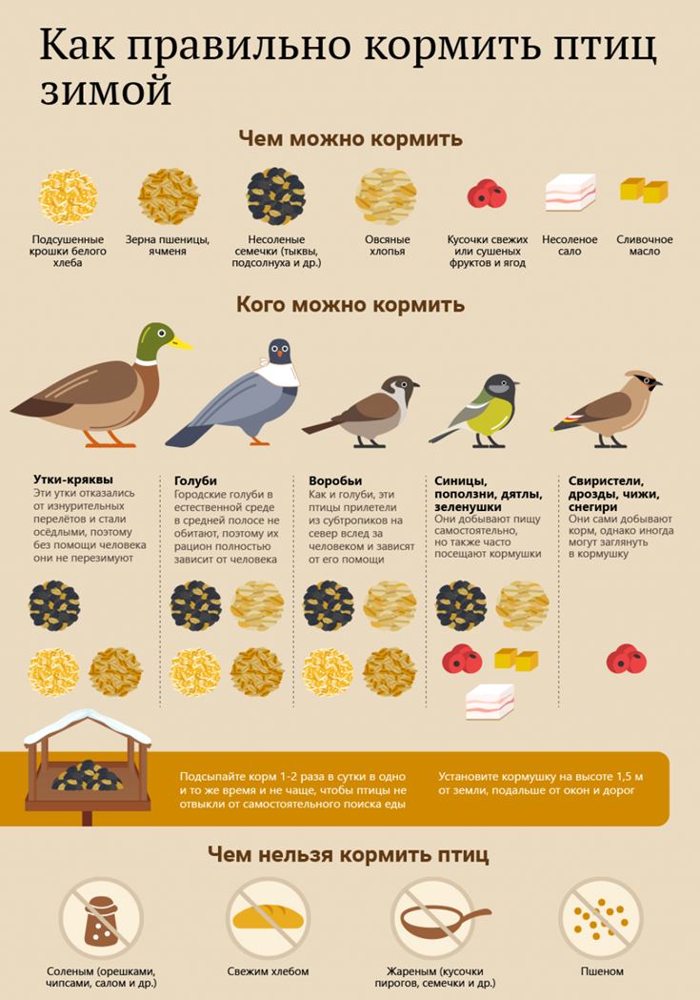 Как правильно кормить птиц
зимой
Чем можно кормить
Подсушенные
крошки белого
хлеба
Зерна пшеницы,
ячменя
Несоленые
семечки (тыквы,
подсолнуха и др.)
Овсяные
хлопья
Кусочки свежих
или сушеных
фруктов и ягод
Несоленое
сало
Сливочное
масло
Кого можно кормить
Утки-кряквы
Эти утки отказались
от изнурительных
перелётов и стали
осёдлыми, поэтому
без помощи человека
они не перезимуют
Голуби
Городские голуби в
естественной среде
в средней полосе не
обитают, поэтому их
рацион полностью
зависит от человека
Воробьи
Как и голуби, эти
птицы прилетели
из субтропиков на
север вслед за
человеком и зависят
от его помощи
Синицы,
поползни, дятлы,
зеленушки
Они добывают пищу
самостоятельно,
но также часто
посещают кормушки
Свиристели,
дрозды, чижи,
снегири
Они сами добывают
корм, однако иногда
могут заглянуть
в кормушку
Подсыпайте корм 1-2 раза в сутки в одно
и то же время и не чаще, чтобы птицы не
отвыкли от самостоятельного поиска еды
Установите кормушку на высоте 1,5 м
от земли, подальше от окон и дорог
Чем нельзя кормить птиц
Соленым (орешками,
чипсами, салом и др.)
Свежим хлебом
Жареным (кусочки
пирогов, семечки и др.)
Пшеном